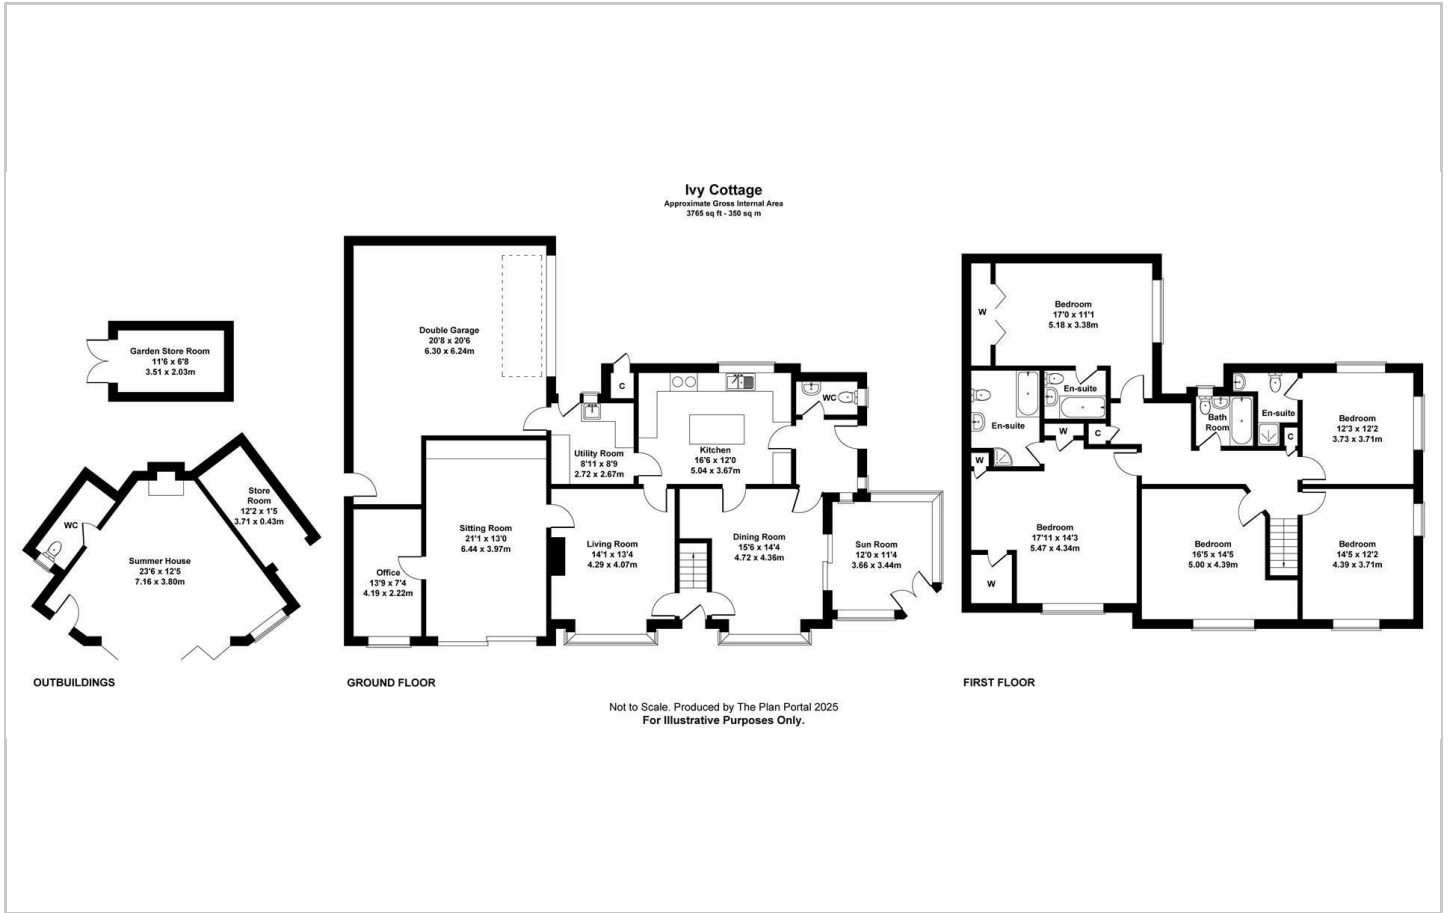 Ivy Cottage
Approximate Gross Internal Area
3765 sq ft - 350 sq m
Garden Store Room
11'6 x 6'8
3.51 x 2.03m
WC
Store
Room
12'2 x 1'5
3.71 x 0.43m
Summer House
23'6 x 12'5
7.16 x 3.80m
OUTBUILDINGS
Double Garage
20'8 x 20'6
6.30 x 6.24m
C
WC
Utility Room
8'11 x 8'9
2.72 x 2.67m
Kitchen
16'6 x 12'0
5.04 x 3.67m
Sitting Room
21'1 x 13'0
6.44 x 3.97m
Office
13'9 x 7'4
4.19 x 2.22m
Living Room
14'1 x 13'4
4.29 x 4.07m
Dining Room
15'6 x 14'4
4.72 x 4.36m
Sun Room
12'0 x 11'4
3.66 x 3.44m
GROUND FLOOR
W
Bedroom
17'0 x 11'1
5.18 x 3.38m
En-suite
En-suite
W
C
W
Bath
Room
En-suite
C
Bedroom
12'3 x 12'2
3.73 x 3.71m
Bedroom
17'11 x 14'3
5.47 x 4.34m
W
Bedroom
16'5 x 14'5
5.00 x 4.39m
Bedroom
14'5 x 12'2
4.39 x 3.71m
FIRST FLOOR
Not to Scale. Produced by The Plan Portal 2025
For Illustrative Purposes Only.